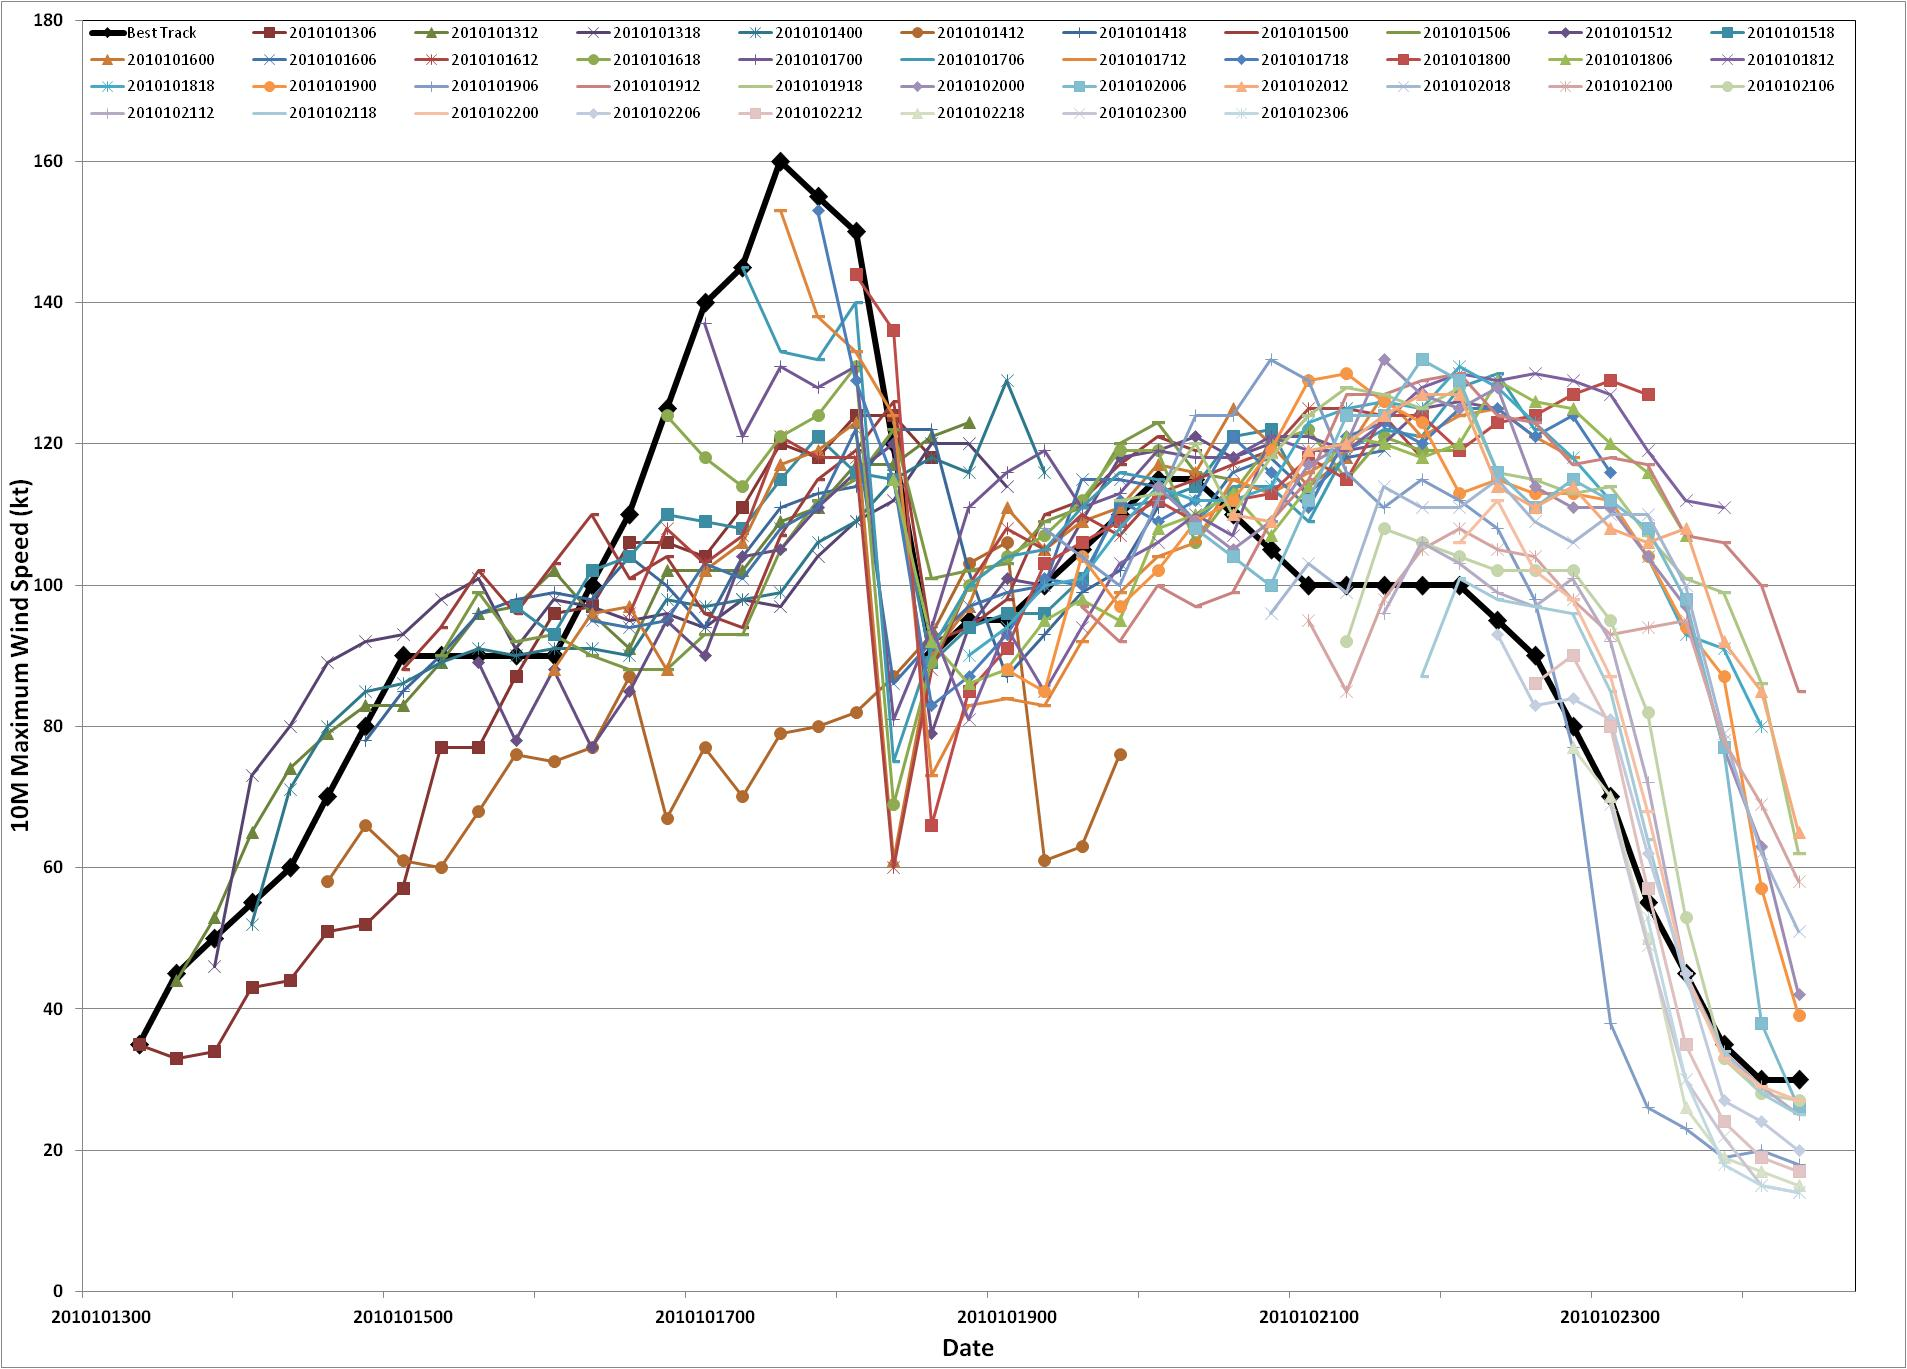 180
Best Track 2010101306 2010101312 2010101318 2010101400 2010101412 2010101418 2010101500 2010101506 2010101512 2010101518
2010101600 2010101606 2010101612 2010101618 2010101700 2010101706 2010101712 2010101718 2010101800 2010101806 2010101812
2010101818 2010101900 2010101906 2010101912 2010101918 2010102000 2010102006 2010102012 2010102018 2010102100 2010102106
2010102112 2010102118 2010102200 2010102206 2010102212 2010102218 2010102300 2010102306
160
140
120
100
80
60
40
20
0
10M Maximum Wind Speed (kt)
2010101300 2010101500 2010101700 2010101900 2010102100 2010102300
Date